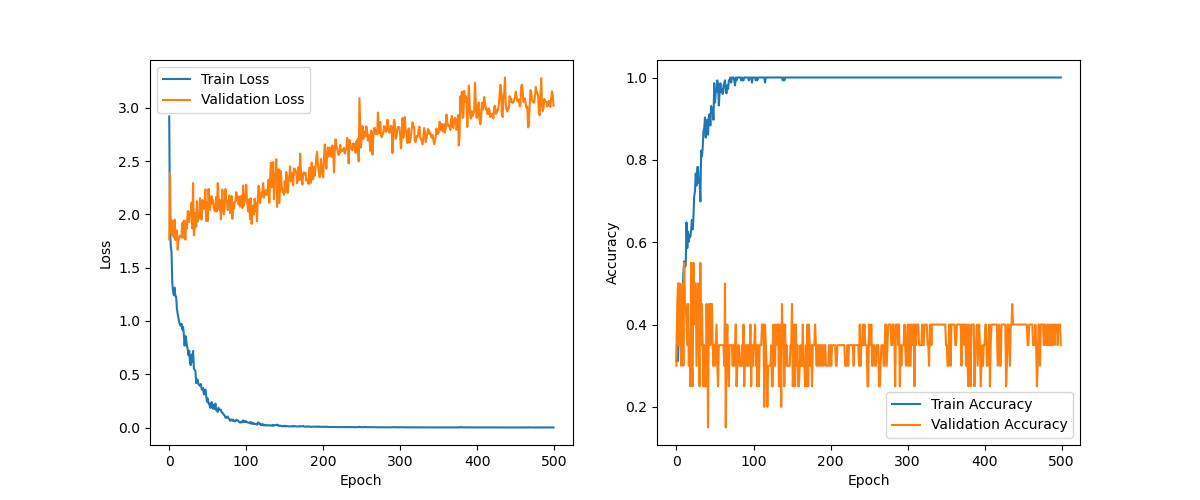 Train Loss
Validation Loss
3.0
2.5
2.0
1.5
1.0
0.5
0.0
Loss
0 100 200 300 400 500
Epoch
1.0
0.8
0.6
0.4
0.2
Accuracy
Train Accuracy
Validation Accuracy
0 100 200 300 400 500
Epoch